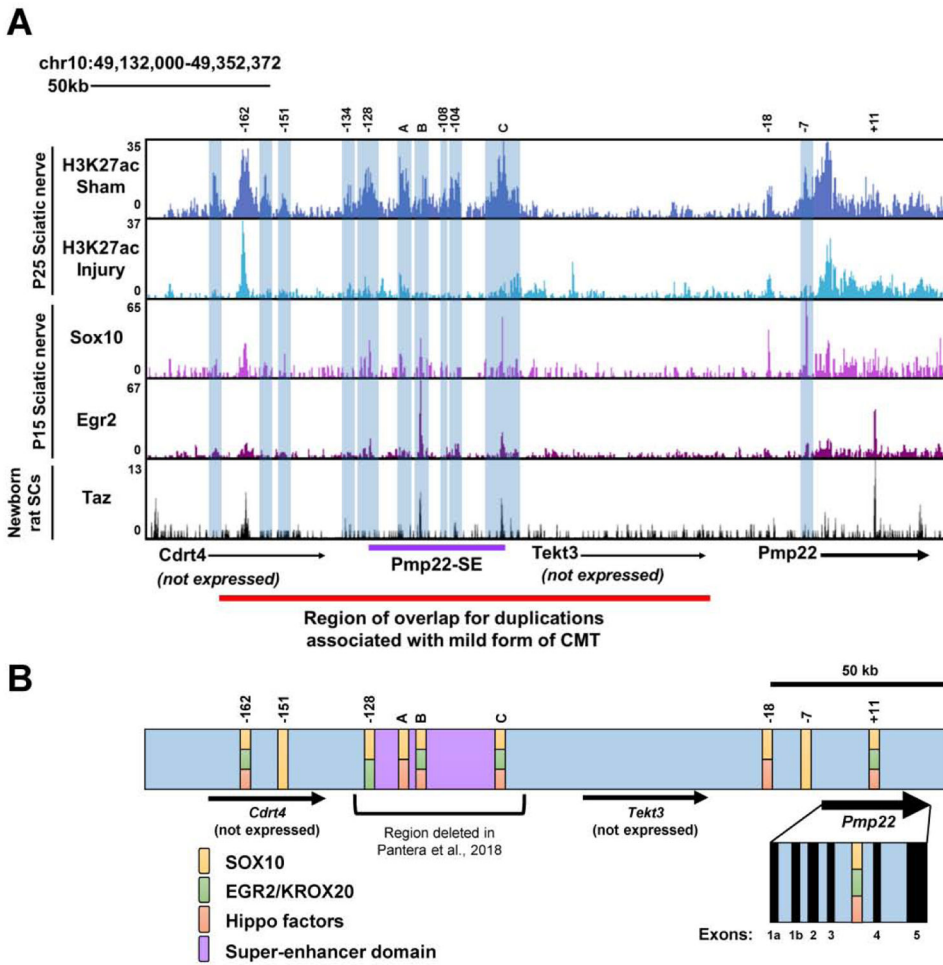 A
chr10:49,132,000-49,352,372
50kb
-162
-151
-134
-128
A
B
-108
-104
C
-18
-7
+11
P25 Sciatic nerve
H3K27ac
Sham
35
0
H3K27ac
Injury
37
0
P15 Sciatic nerve
Sox10
65
0
Egr2
67
0
Newborn
rat SCs
Taz
13
0
Cdrt4
(not expressed)
Pmp22-SE
Tekt3
(not expressed)
Pmp22
Region of overlap for duplications
associated with mild form of CMT
B
50 kb
-162
-151
-128
A
B
C
-18
-7
+11
Cdrt4
(not expressed)
Region deleted in
Pantera et al., 2018
Tekt3
(not expressed)
Pmp22
SOX10
EGR2/KROX20
Hippo factors
Super-enhancer domain
Exons: 1a 1b 2 3 4 5